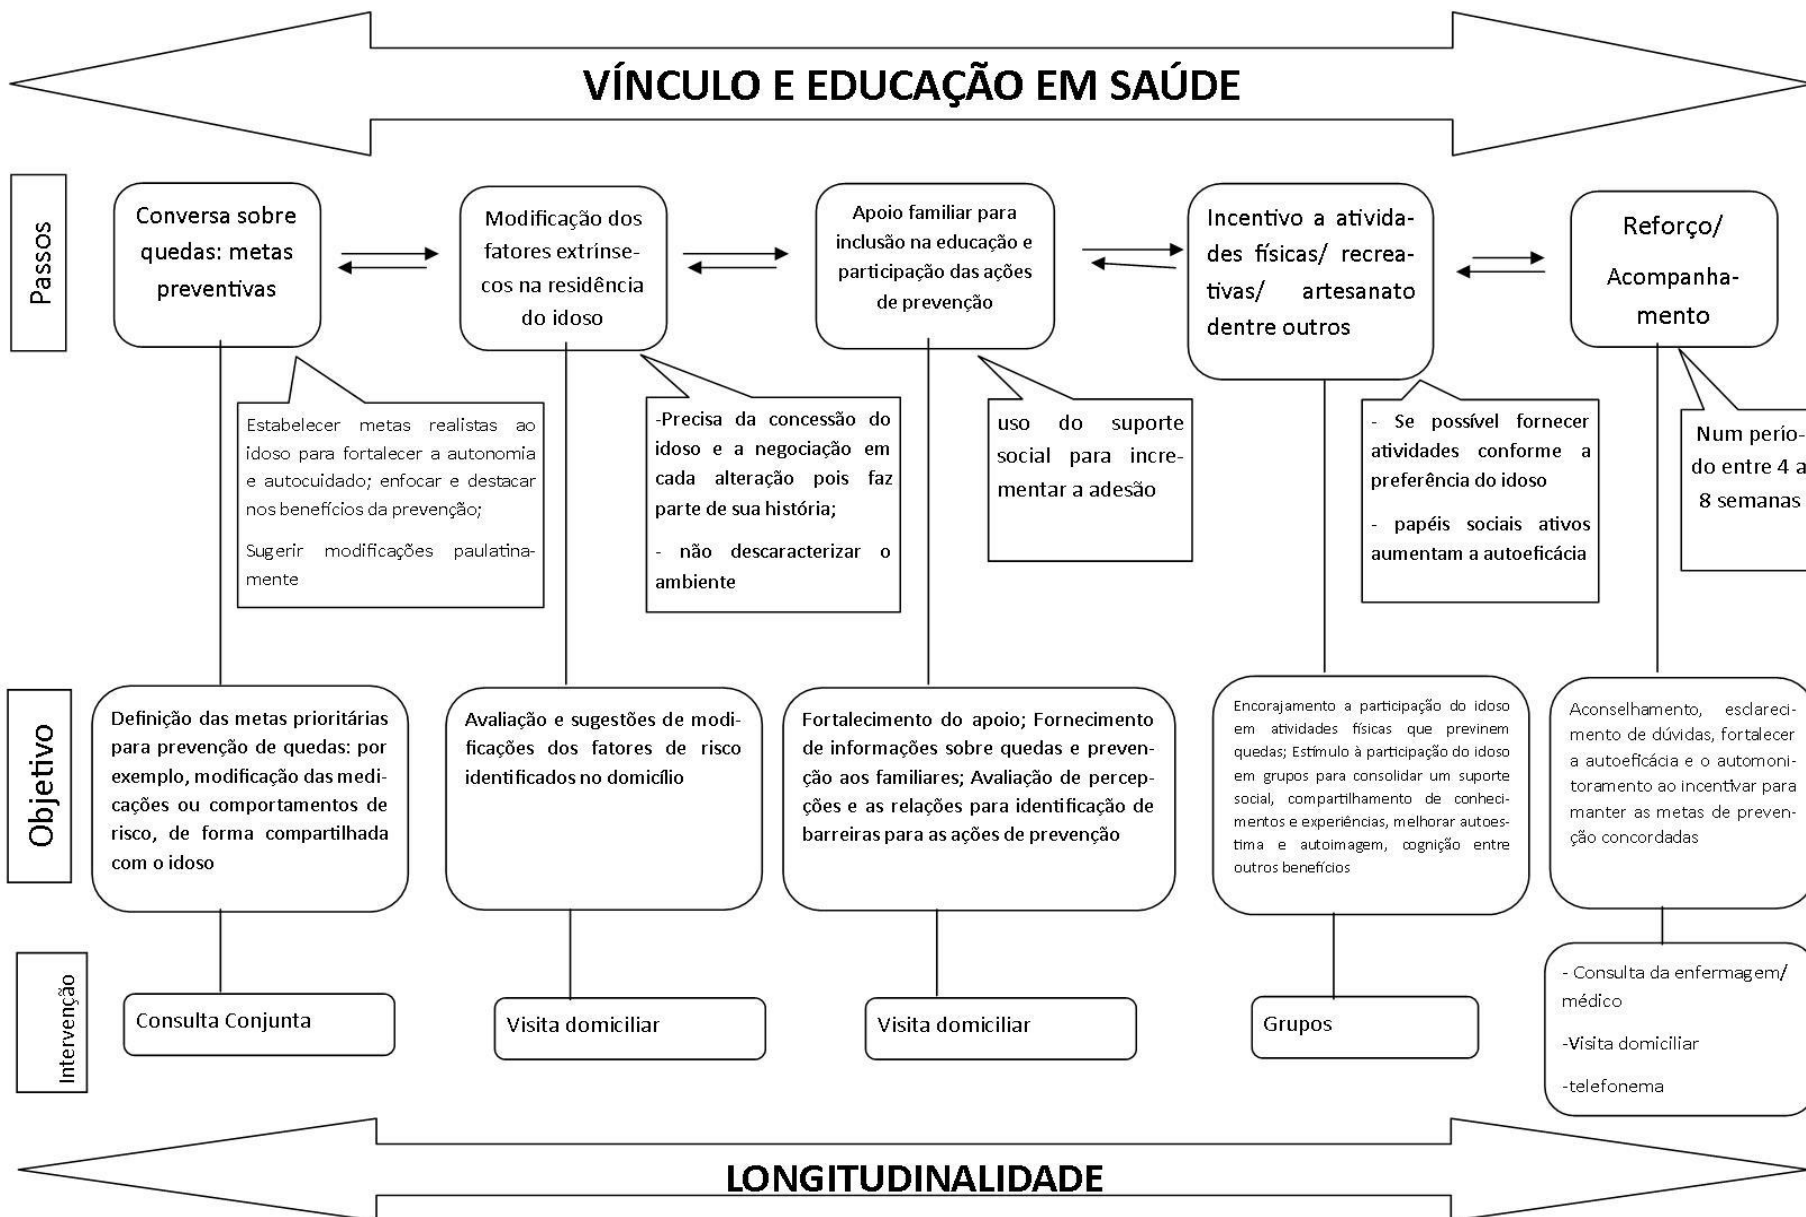 VÍNCULO E EDUCAÇÃO EM SAÚDE
Passos
Conversa sobre
quedas: metas
preventivas
Modificação dos
fatores extrínse-
cos na residência
do idoso
Apoio familiar para
inclusão na educação e
participação das ações
de prevenção
Incentivo a ativida-
des físicas/ recrea-
tivas/ artesanato
dentre outros
Reforço/
Acompanha-
mento
Estabelecer metas realistas ao
idoso para fortalecer a autonomia
e autocuidado; enfocar e destacar
nos benefícios da prevenção;
Sugerir modificações paulatina-
mente
-Precisa da concessão do
idoso e a negociação em
cada alteração pois faz
parte de sua história;
- não descaracterizar o
ambiente
uso do suporte
social para incre-
mentar a adesão
- Se possível fornecer
atividades conforme a
preferência do idoso
- papéis sociais ativos
aumentam a autoeficácia
Num perío-
do entre 4 a
8 semanas
Objetivo
Definição das metas prioritárias
para prevenção de quedas: por
exemplo, modificação das medi-
cações ou comportamentos de
risco, de forma compartilhada
com o idoso
Avaliação e sugestões de modi-
ficações dos fatores de risco
identificados no domicílio
Fortalecimento do apoio; Fornecimento
de informações sobre quedas e preven-
ção aos familiares; Avaliação de percep-
ções e as relações para identificação de
barreiras para as ações de prevenção
Encorajamento a participação do idoso
em atividades físicas que previnem
quedas; Estímulo à participação do idoso
em grupos para consolidar um suporte
social, compartilhamento de conheci-
mentos e experiências, melhorar autoes-
tima e autoimagem, cognição entre
outros benefícios
Aconselhamento, esclareci-
mento de dúvidas, fortalecer
a autoeficácia e o automoni-
toramento ao incentivar para
manter as metas de preven-
ção concordadas
Intervenção
Consulta Conjunta
Visita domiciliar
Visita domiciliar
Grupos
- Consulta da enfermagem/
médico
-Visita domiciliar
-telefonema
LONGITUDINALIDADE